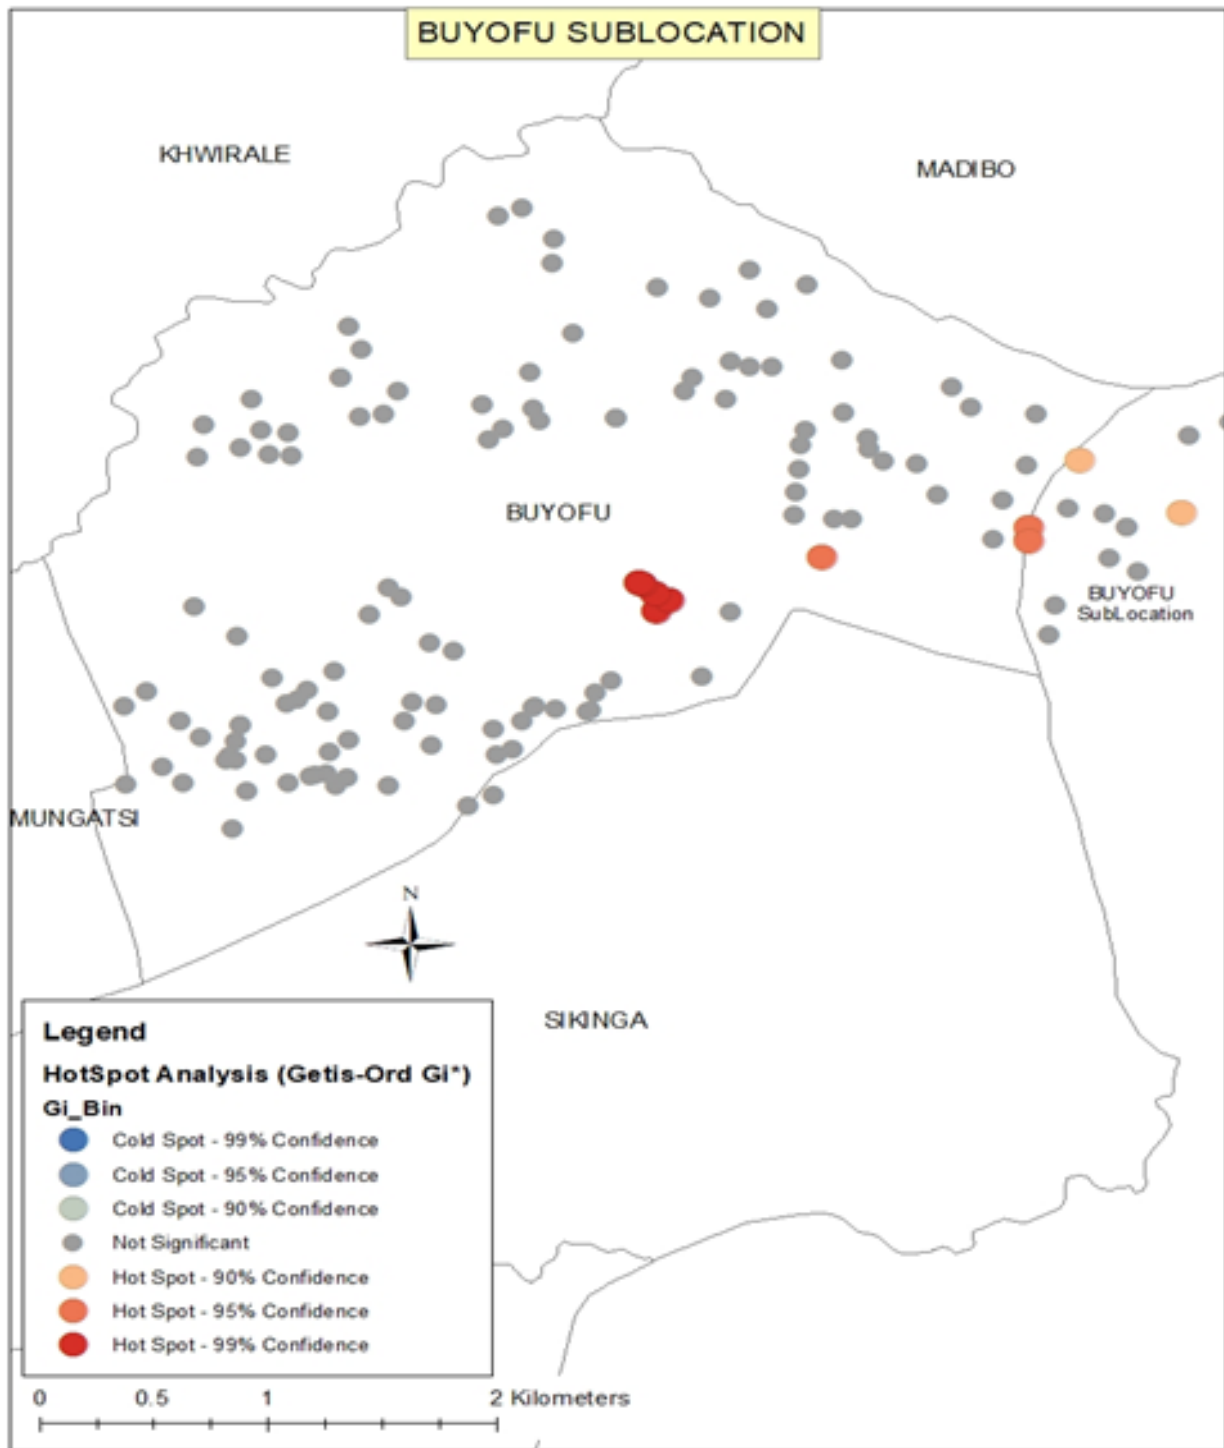 BUYOFU SUBLOCATION
KHWIRALE
MADIBO
BUYOFU
BUYOFU
SubLocation
MUNGATSI
N
SIKINGA
Legend
HotSpot Analysis (Getis-Ord Gi*)
Gi_Bin
Cold Spot - 99% Confidence
Cold Spot - 95% Confidence
Cold Spot - 90% Confidence
Not Significant
Hot Spot - 90% Confidence
Hot Spot - 95% Confidence
Hot Spot - 99% Confidence
0 0.5 1 2 Kilometers